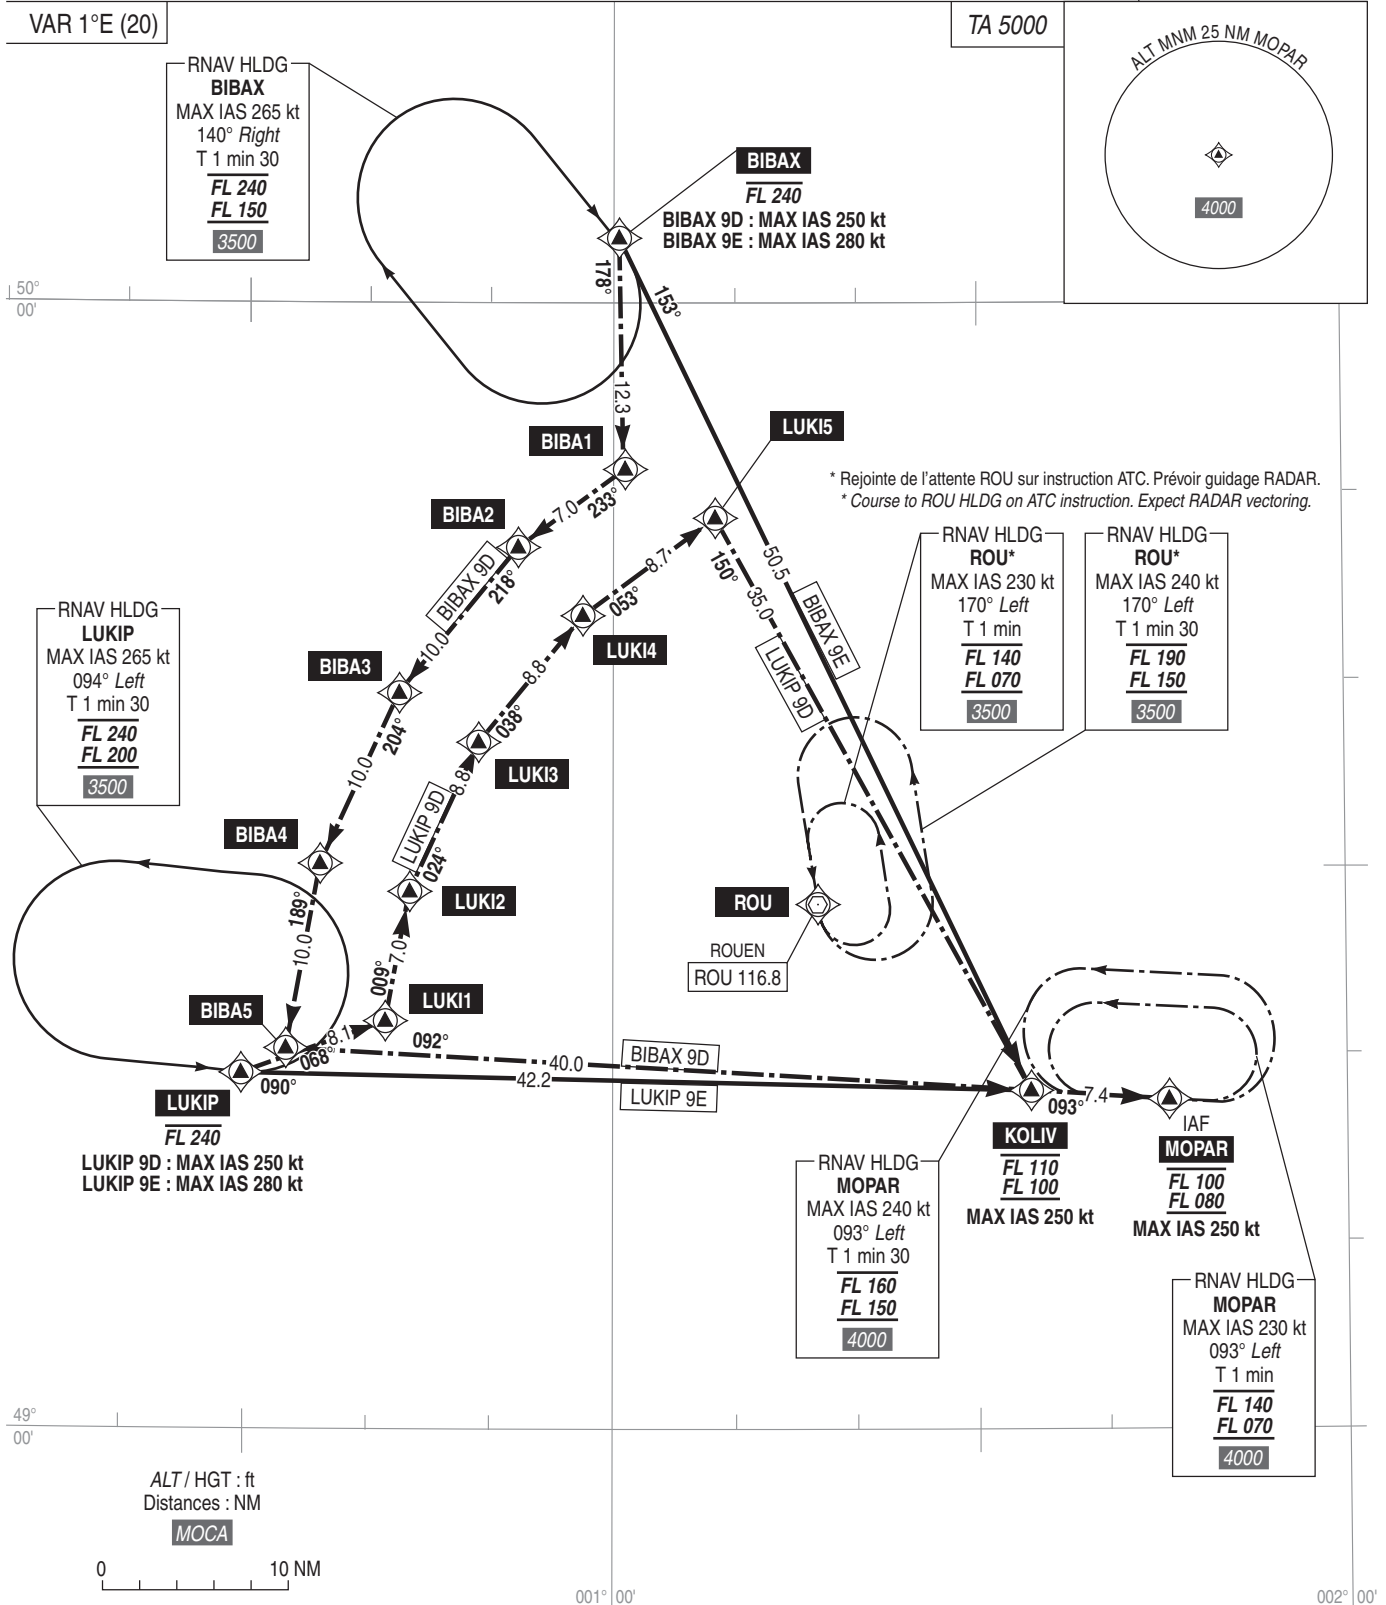 VAR 1°E (20)
TA 5000
ALT MNM 25 NM MOPAR
4000
RNAV HLDG
BIBAX
MAX IAS 265 kt
140° Right
T 1 min 30
FL 240
FL 150
3500
BIBAX
FL 240
BIBAX 9D : MAX IAS 250 kt
BIBAX 9E : MAX IAS 280 kt
178°
153°
50°
00'
12.3
BIBA1
LUKI5
233°
7.0
BIBA2
* Rejointe de l'attente ROU sur instruction ATC. Prévoir guidage RADAR.
* Course to ROU HLDG on ATC instruction. Expect RADAR vectoring.
RNAV HLDG
ROU*
MAX IAS 230 kt
170° Left
T 1 min
FL 140
FL 070
3500
RNAV HLDG
ROU*
MAX IAS 240 kt
170° Left
T 1 min 30
FL 190
FL 150
3500
218°
BIBAX 9D
10.0
8.7
150°
50.5
35.0
BIBAX 9E
LUKIP 9D
053°
LUKI4
RNAV HLDG
LUKIP
MAX IAS 265 kt
094° Left
T 1 min 30
FL 240
FL 200
3500
BIBA3
204°
8.8
038°
LUKI3
10.0
8.8
LUKIP 9D
024°
BIBA4
LUKI2
189°
10.0
7.0
009°
ROU
ROUEN
ROU 116.8
BIBA5
LUKI1
8.1
068°
092°
40.0
BIBAX 9D
090°
42.2
LUKIP 9E
LUKIP
FL 240
LUKIP 9D : MAX IAS 250 kt
LUKIP 9E : MAX IAS 280 kt
093°
7.4
KOLIV
FL 110
FL 100
MAX IAS 250 kt
IAF
MOPAR
FL 100
FL 080
MAX IAS 250 kt
RNAV HLDG
MOPAR
MAX IAS 240 kt
093° Left
T 1 min 30
FL 160
FL 150
4000
RNAV HLDG
MOPAR
MAX IAS 230 kt
093° Left
T 1 min
FL 140
FL 070
4000
49°
00'
ALT / HGT : ft
Distances : NM
MOCA
0 10 NM
001° 00'
002° 00'